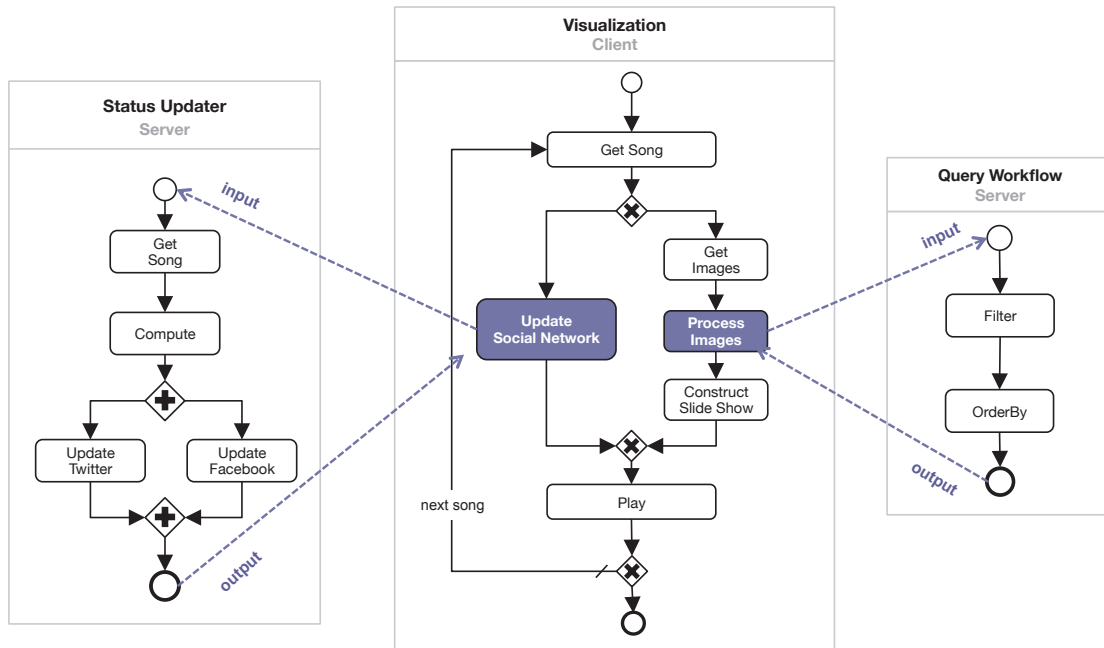 Status Updater
Server
input
Get
Song
Compute
Update
Twitter
Update
Facebook
output
Visualization
Client
Get Song
Get
Images
Update
Social Network
Process
Images
Construct
Slide Show
Play
next song
Query Workflow
Server
input
Filter
OrderBy
output